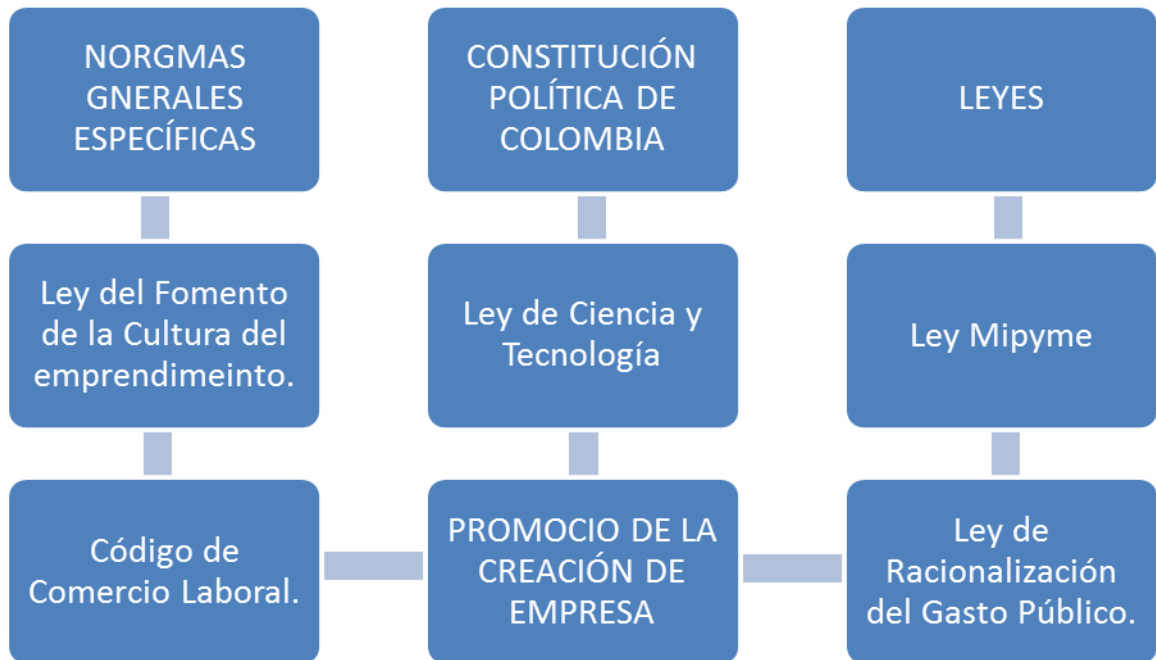 NORGMAS
GNERALES
ESPECÍFICAS
CONSTITUCIÓN
POLÍTICA DE
COLOMBIA
LEYES
Ley del Fomento
de la Cultura del
emprendimeinto.
Ley de Ciencia y
Tecnología
Ley Mipyme
Código de
Comercio Laboral.
PROMOCIO DE LA
CREACIÓN DE
EMPRESA
Ley de
Racionalización
del Gasto Público.